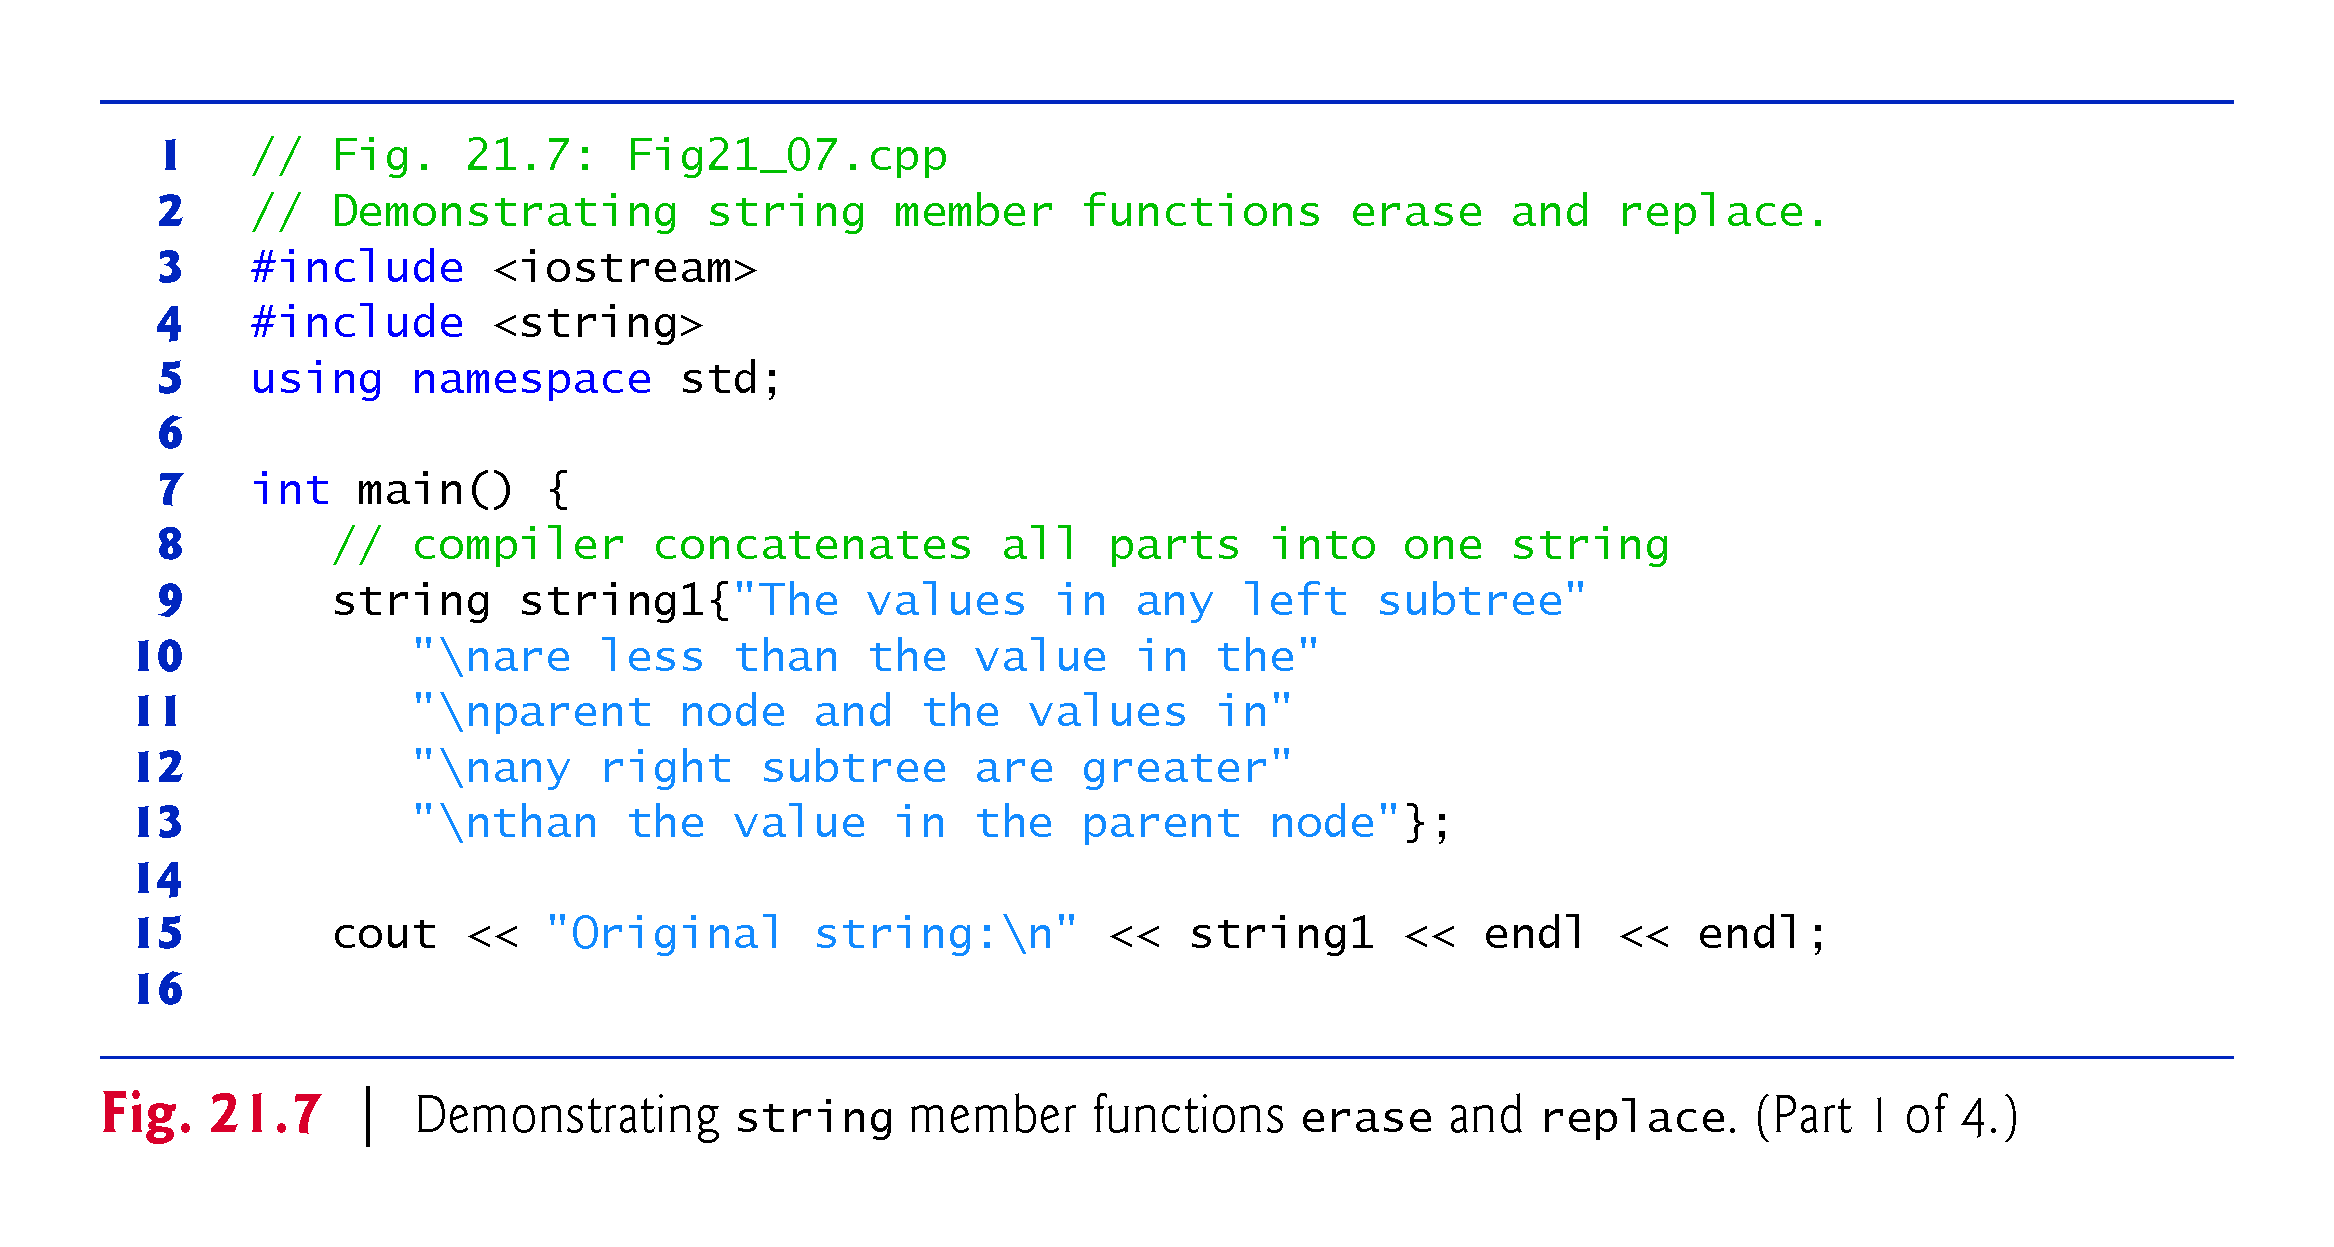 1 // Fig. 21.7: Fig21_07.cpp
2 // Demonstrating string member functions erase and replace.
3 #include <iostream>
4 #include <string>
5 using namespace std;
6
7 int main() {
8    // compiler concatenates all parts into one string
9    string string1{"The values in any left subtree"
10       "\nare less than the value in the"
11       "\nparent node and the values in"
12       "\nany right subtree are greater"
13       "\nthan the value in the parent node"};
14
15    cout << "Original string:\n" << string1 << endl << endl;
16
Fig. 21.7 | Demonstrating string member functions erase and replace. (Part 1 of 4.)